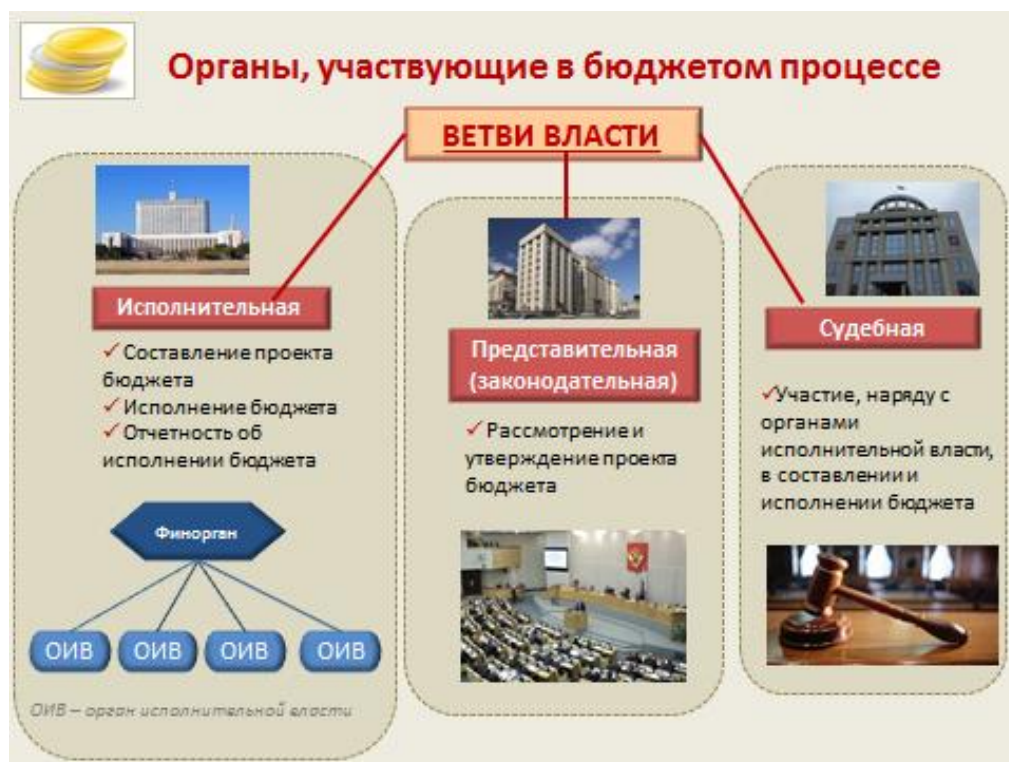 Органы, участвующие в бюджетом процессе
ВЕТВИ ВЛАСТИ
Исполнительная
✓Составление проекта
бюджета
✓Исполнение бюджета
✓Отчетность об
исполнении бюджета
Финорган
ОИВ ОИВ ОИВ ОИВ
ОИВ – орган исполнительной власти
Представительная
(законодательная)
✓Рассмотрение и
утверждение проекта
бюджета
Судебная
✓Участие, наряду с
органами
исполнительной власти,
в составлении и
исполнении бюджета